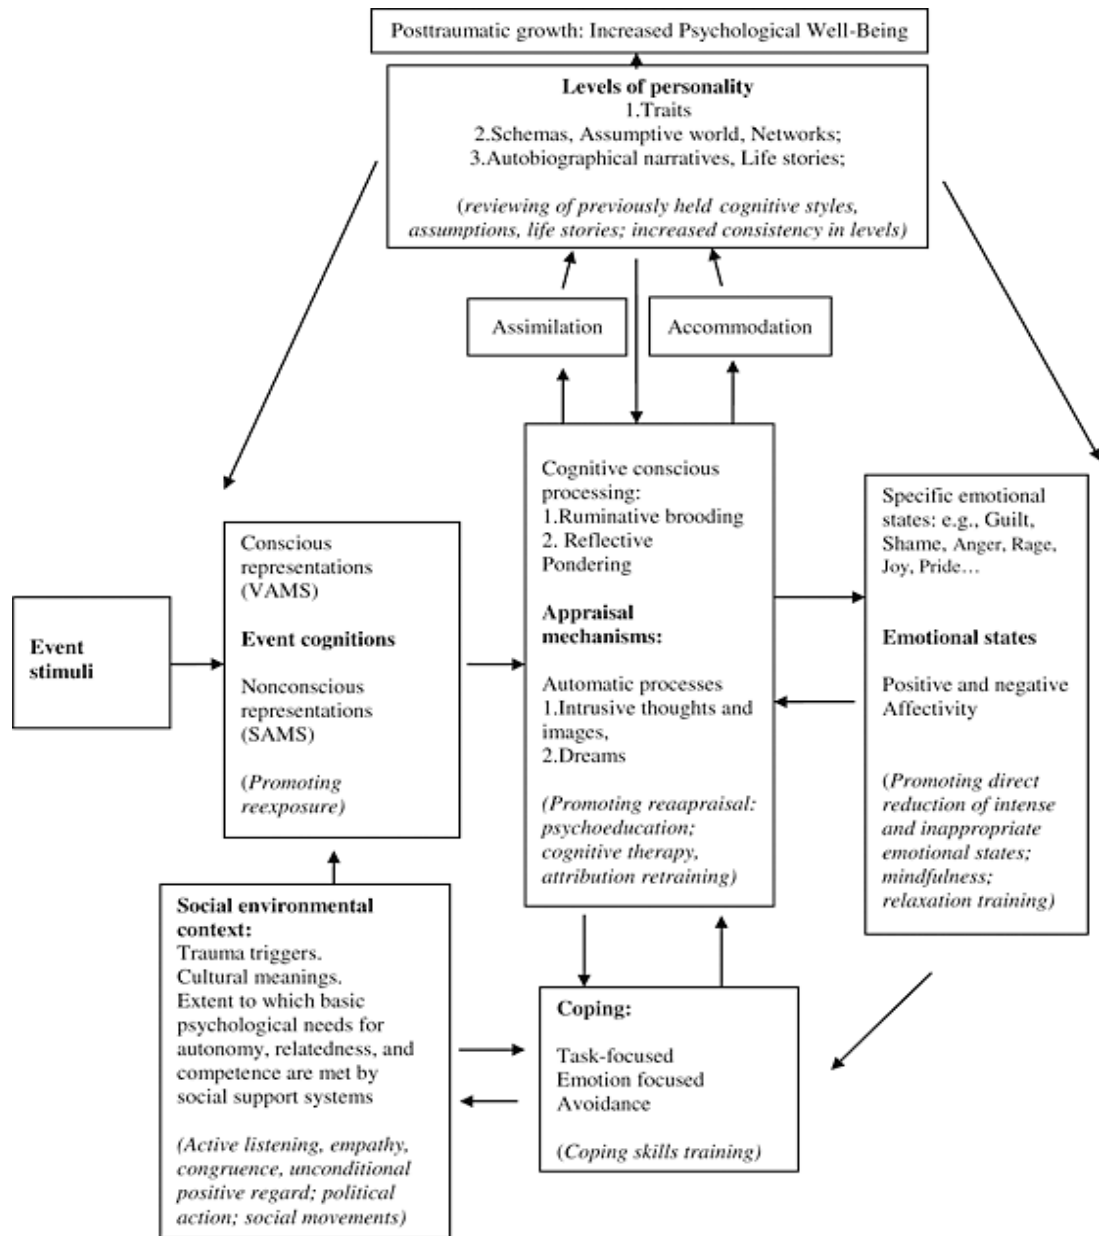 Posttraumatic growth: Increased Psychological Well-Being
Levels of personality
1.Traits
2.Schemas, Assumptive world, Networks;
3.Autobiographical narratives, Life stories;
(reviewing of previously held cognitive styles,
assumptions, life stories; increased consistency in levels)
Assimilation
Accommodation
Event
stimuli
Conscious
representations
(VAMS)
Event cognitions
Nonconscious
representations
(SAMS)
(Promoting
reexposure)
Cognitive conscious
processing:
1.Ruminative brooding
2. Reflective
Pondering
Appraisal
mechanisms:
Automatic processes
1.Intrusive thoughts and
images,
2.Dreams
(Promoting reaapraisal:
psychoeducation;
cognitive therapy,
attribution retraining)
Specific emotional
states: e.g., Guilt,
Shame, Anger, Rage,
Joy, Pride…
Emotional states
Positive and negative
Affectivity
(Promoting direct
reduction of intense
and inappropriate
emotional states;
mindfulness;
relaxation training)
Social environmental
context:
Trauma triggers.
Cultural meanings.
Extent to which basic
psychological needs for
autonomy, relatedness, and
competence are met by
social support systems
(Active listening, empathy,
congruence, unconditional
positive regard; political
action; social movements)
Coping:
Task-focused
Emotion focused
Avoidance
(Coping skills training)